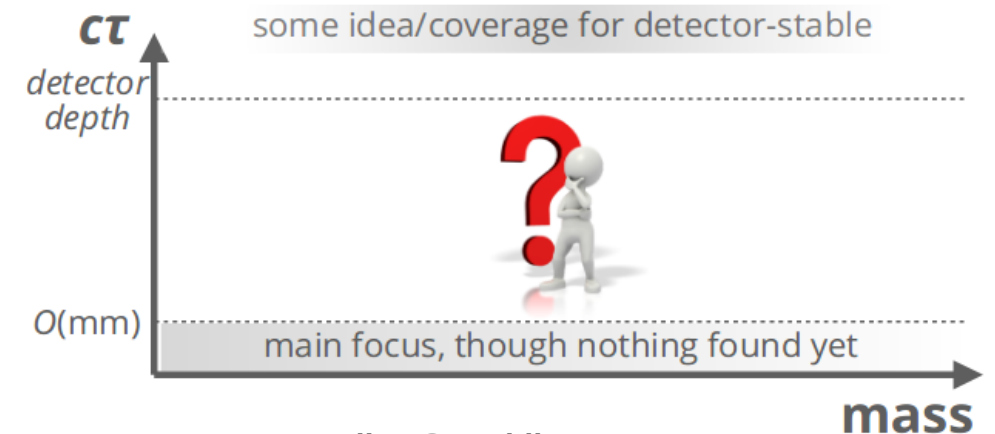 cτ
some idea/coverage for detector-stable
detector
depth
?
O(mm)
main focus, though nothing found yet
mass